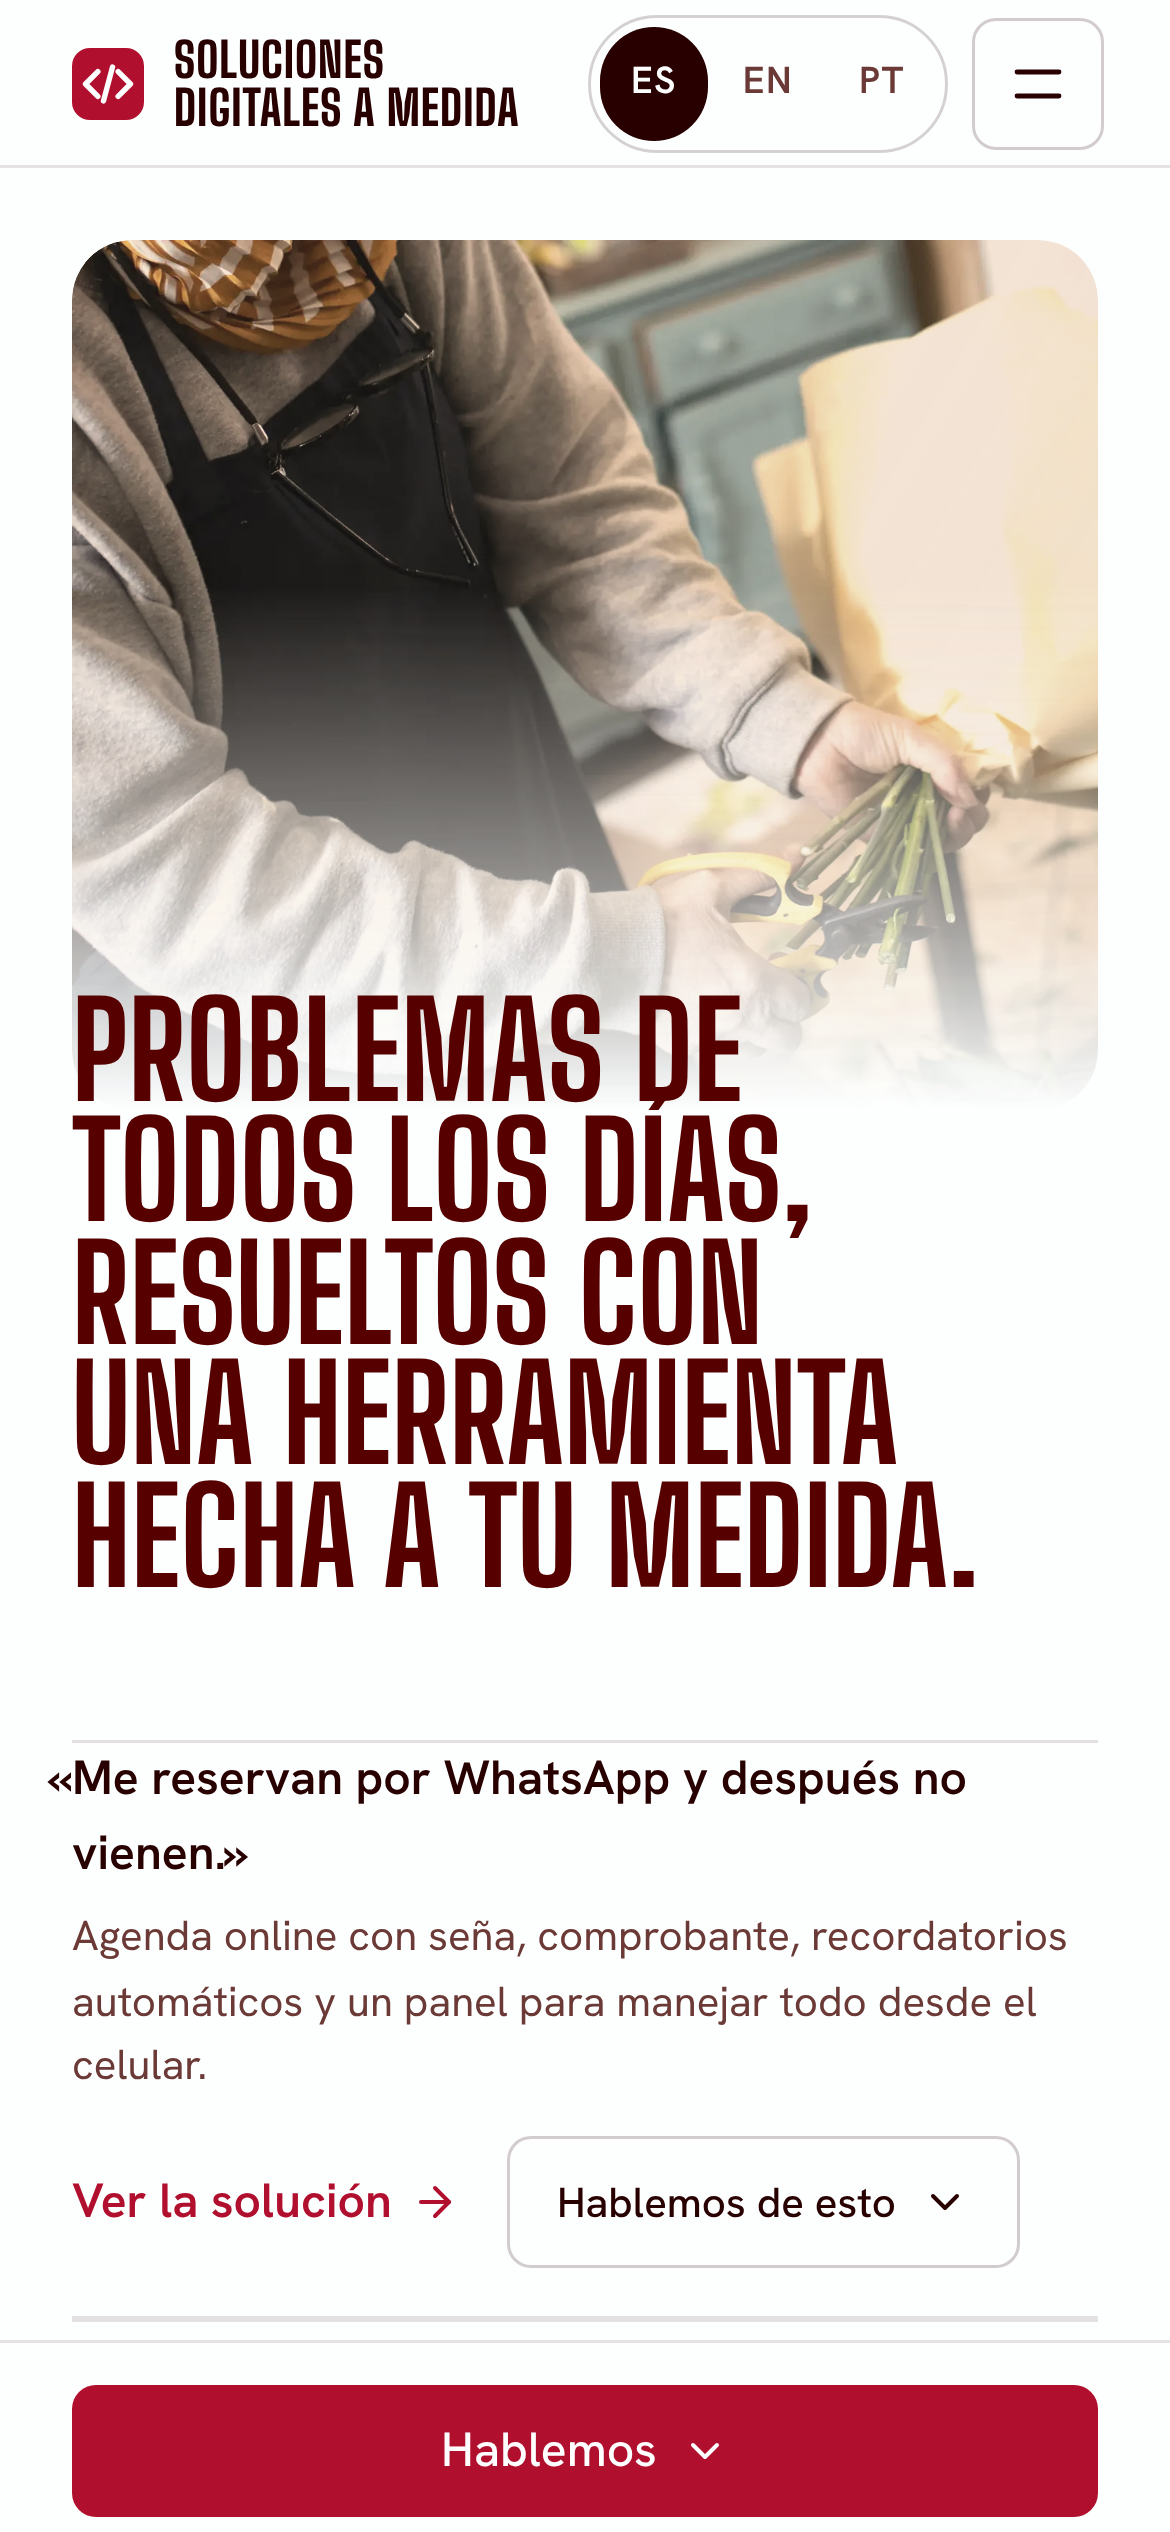 SOLUCIONES
DIGITALES A MEDIDA
ES EN PT
PROBLEMAS DE
TODOS LOS DÍAS,
RESUELTOS CON
UNA HERRAMIENTA
HECHA A TU MEDIDA.
«Me reservan por WhatsApp y después no
vienen.»
Agenda online con seña, comprobante, recordatorios
automáticos y un panel para manejar todo desde el
celular.
Ver la solución →
Hablemos de esto
Hablemos